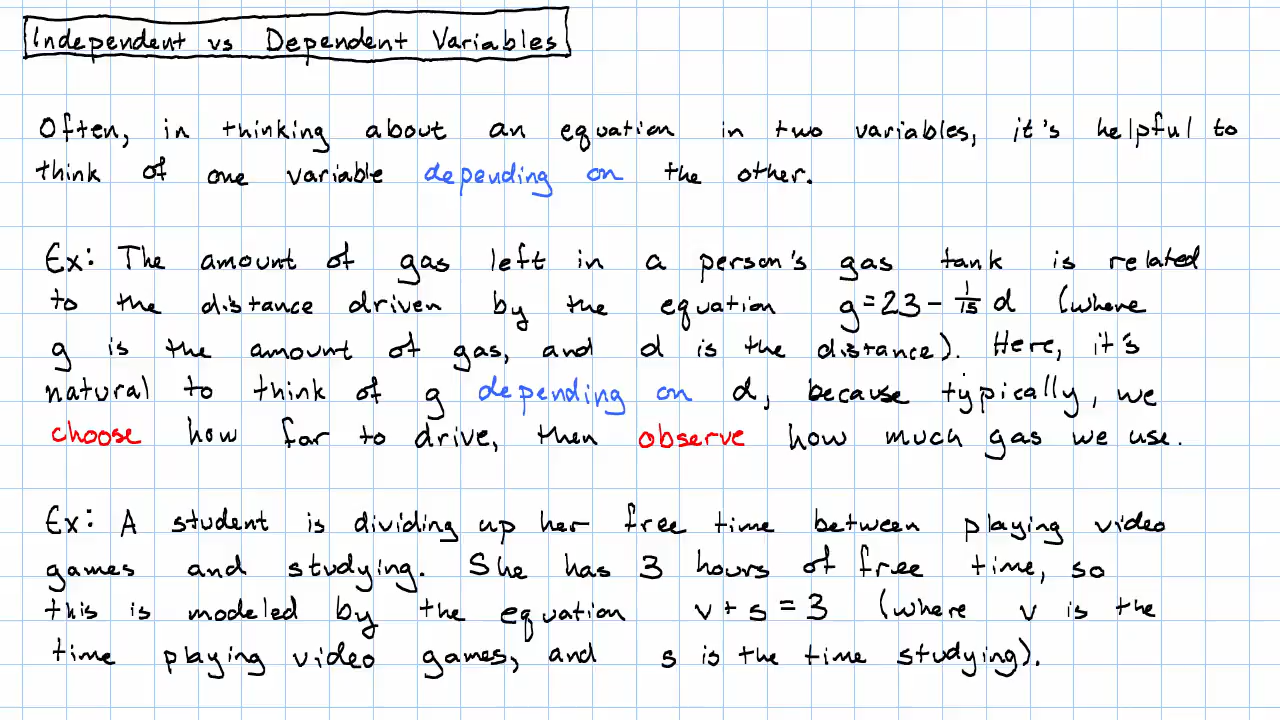 Independent vs Dependent Variables
Often, in thinking about an equation in two variables, it's helpful to
think of one variable depending on the other.
Ex: The amount of gas left in a person's gas tank is related
to the distance driven by the equation g=23-1/15 d (where
g is the amount of gas, and d is the distance). Here, it's
natural to think of g depending on d, because typically, we
choose how far to drive, then observe how much gas we use.
Ex: A student is dividing up her free time between playing video
games and studying. She has 3 hours of free time, so
this is modeled by the equation v+s=3 (where v is the
time playing video games, and s is the time studying).